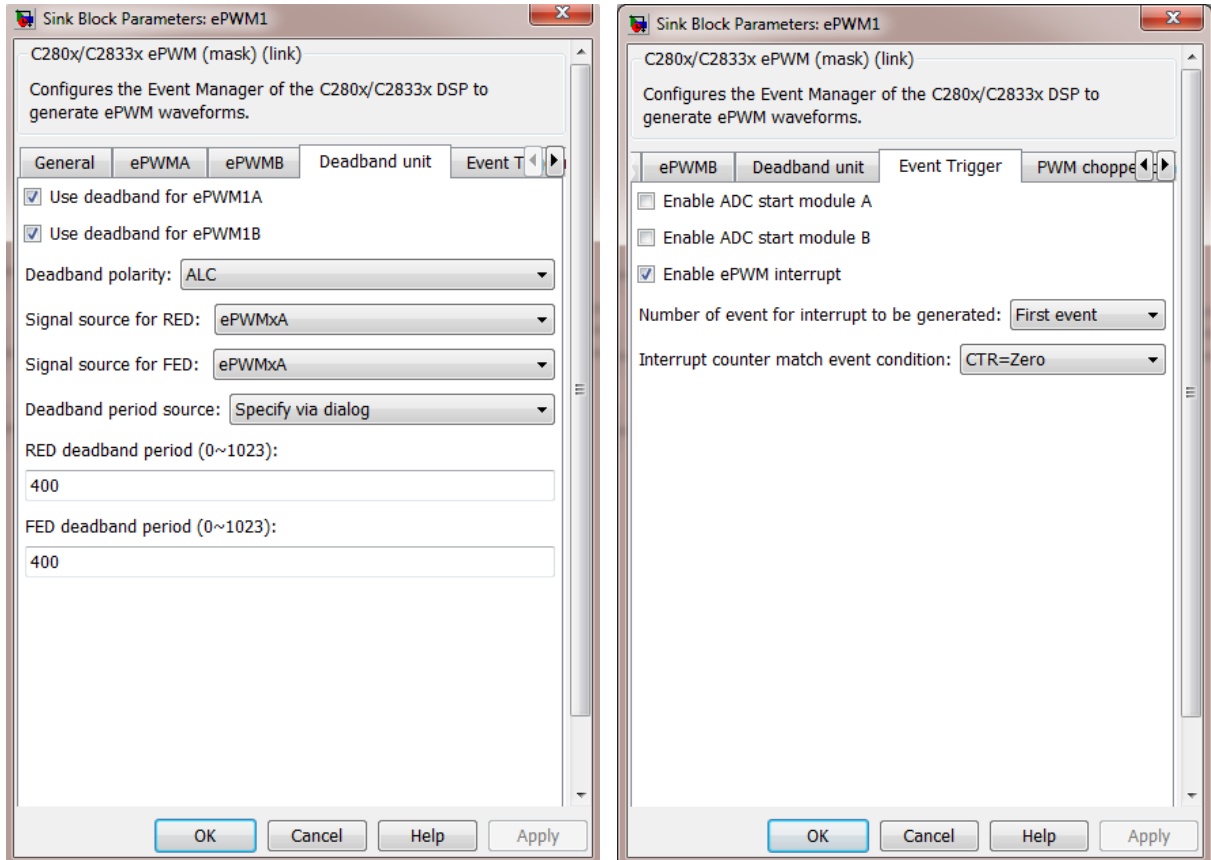 Sink Block Parameters: ePWM1
C280x/C2833x ePWM (mask) (link)
Configures the Event Manager of the C280x/C2833x DSP to
generate ePWM waveforms.
General ePWMA ePWMB Deadband unit Event T
Use deadband for ePWM1A
Use deadband for ePWM1B
Deadband polarity: ALC
Signal source for RED: ePWMxA
Signal source for FED: ePWMxA
Deadband period source: Specify via dialog
RED deadband period (0~1023):
400
FED deadband period (0~1023):
400
OK Cancel Help Apply
Sink Block Parameters: ePWM1
C280x/C2833x ePWM (mask) (link)
Configures the Event Manager of the C280x/C2833x DSP to
generate ePWM waveforms.
ePWMB Deadband unit Event Trigger PWM choppe
Enable ADC start module A
Enable ADC start module B
Enable ePWM interrupt
Number of event for interrupt to be generated: First event
Interrupt counter match event condition: CTR=Zero
OK Cancel Help Apply